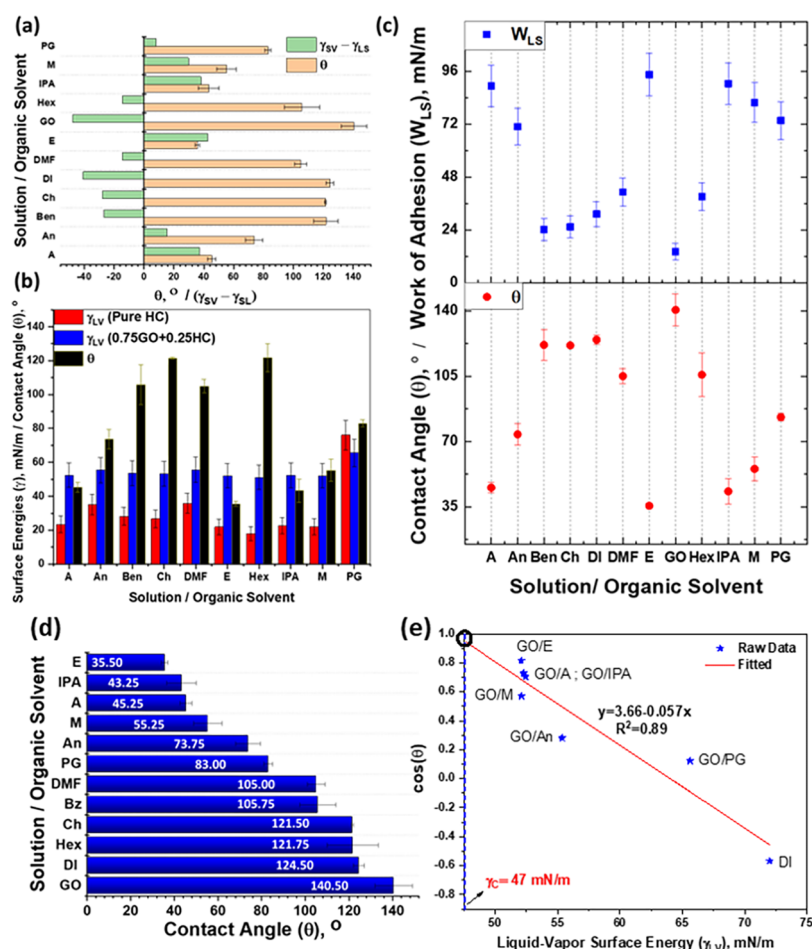 (a)
γSV – γLS
θ
PG
M
IPA
Hex
GO
E
DMF
DI
Ch
Ben
An
A
Solution / Organic Solvent
-40 -20 0 20 40 60 80 100 120 140
θ, ° / (γSV – γSL)
(b)
γLV (Pure HC)
γLV (0.75GO+0.25HC)
θ
Surface Energies (γ), mN/m / Contact Angle (θ), °
140
120
100
80
60
40
20
0
A An Ben Ch DMF E Hex IPA M PG
Solution / Organic Solvent
(c)
WLS
96
72
48
24
0
θ
140
105
70
35
Contact Angle (θ), ° / Work of Adhesion (WLS), mN/m
A An Ben Ch DI DMF E GO Hex IPA M PG
Solution/ Organic Solvent
(d)
Solution / Organic Solvent
E 35.50
IPA 43.25
A 45.25
M 55.25
An 73.75
PG 83.00
DMF 105.00
Bz 105.75
Ch 121.50
Hex 121.75
DI 124.50
GO 140.50
0 20 40 60 80 100 120 140
Contact Angle (θ), °
(e)
1.0
0.8
0.6
0.4
0.2
0.0
-0.2
-0.4
-0.6
-0.8
cos(θ)
Raw Data
Fitted
GO/E
GO/A ; GO/IPA
GO/M
GO/An
y=3.66-0.057x
R²=0.89
GO/PG
DI
γC= 47 mN/m
50 55 60 65 70 75
Liquid-Vapor Surface Energy (γLV), mN/m